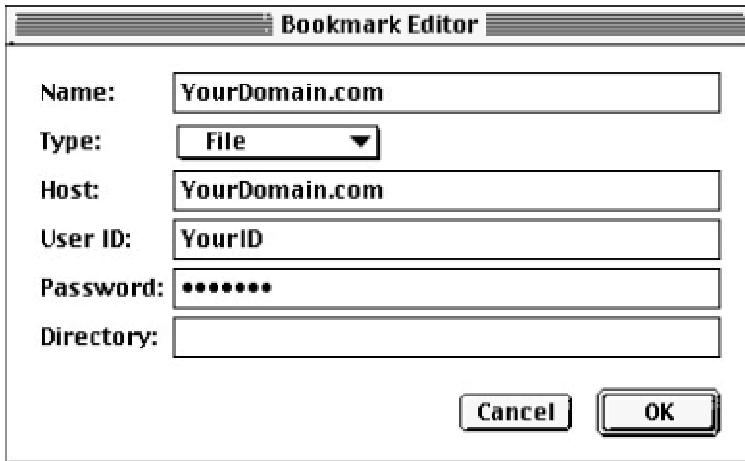 Bookmark Editor
Name: YourDomain.com
Type: File
Host: YourDomain.com
User ID: YourID
Password: •••••••
Directory:
Cancel OK